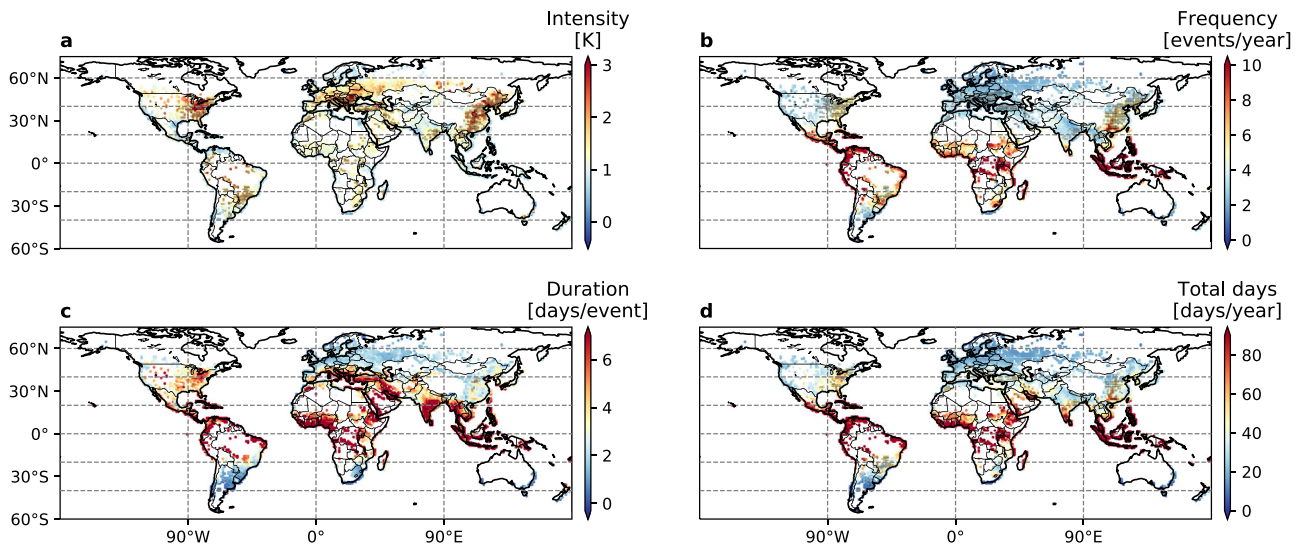 Intensity
[K]
a
3
2
1
0
60°N
30°N
0°
30°S
60°S
Frequency
[events/year]
b
10
8
6
4
2
0
Duration
[days/event]
c
6
4
2
0
60°N
30°N
0°
30°S
60°S
90°W
0°
90°E
Total days
[days/year]
d
80
60
40
20
0
90°W
0°
90°E